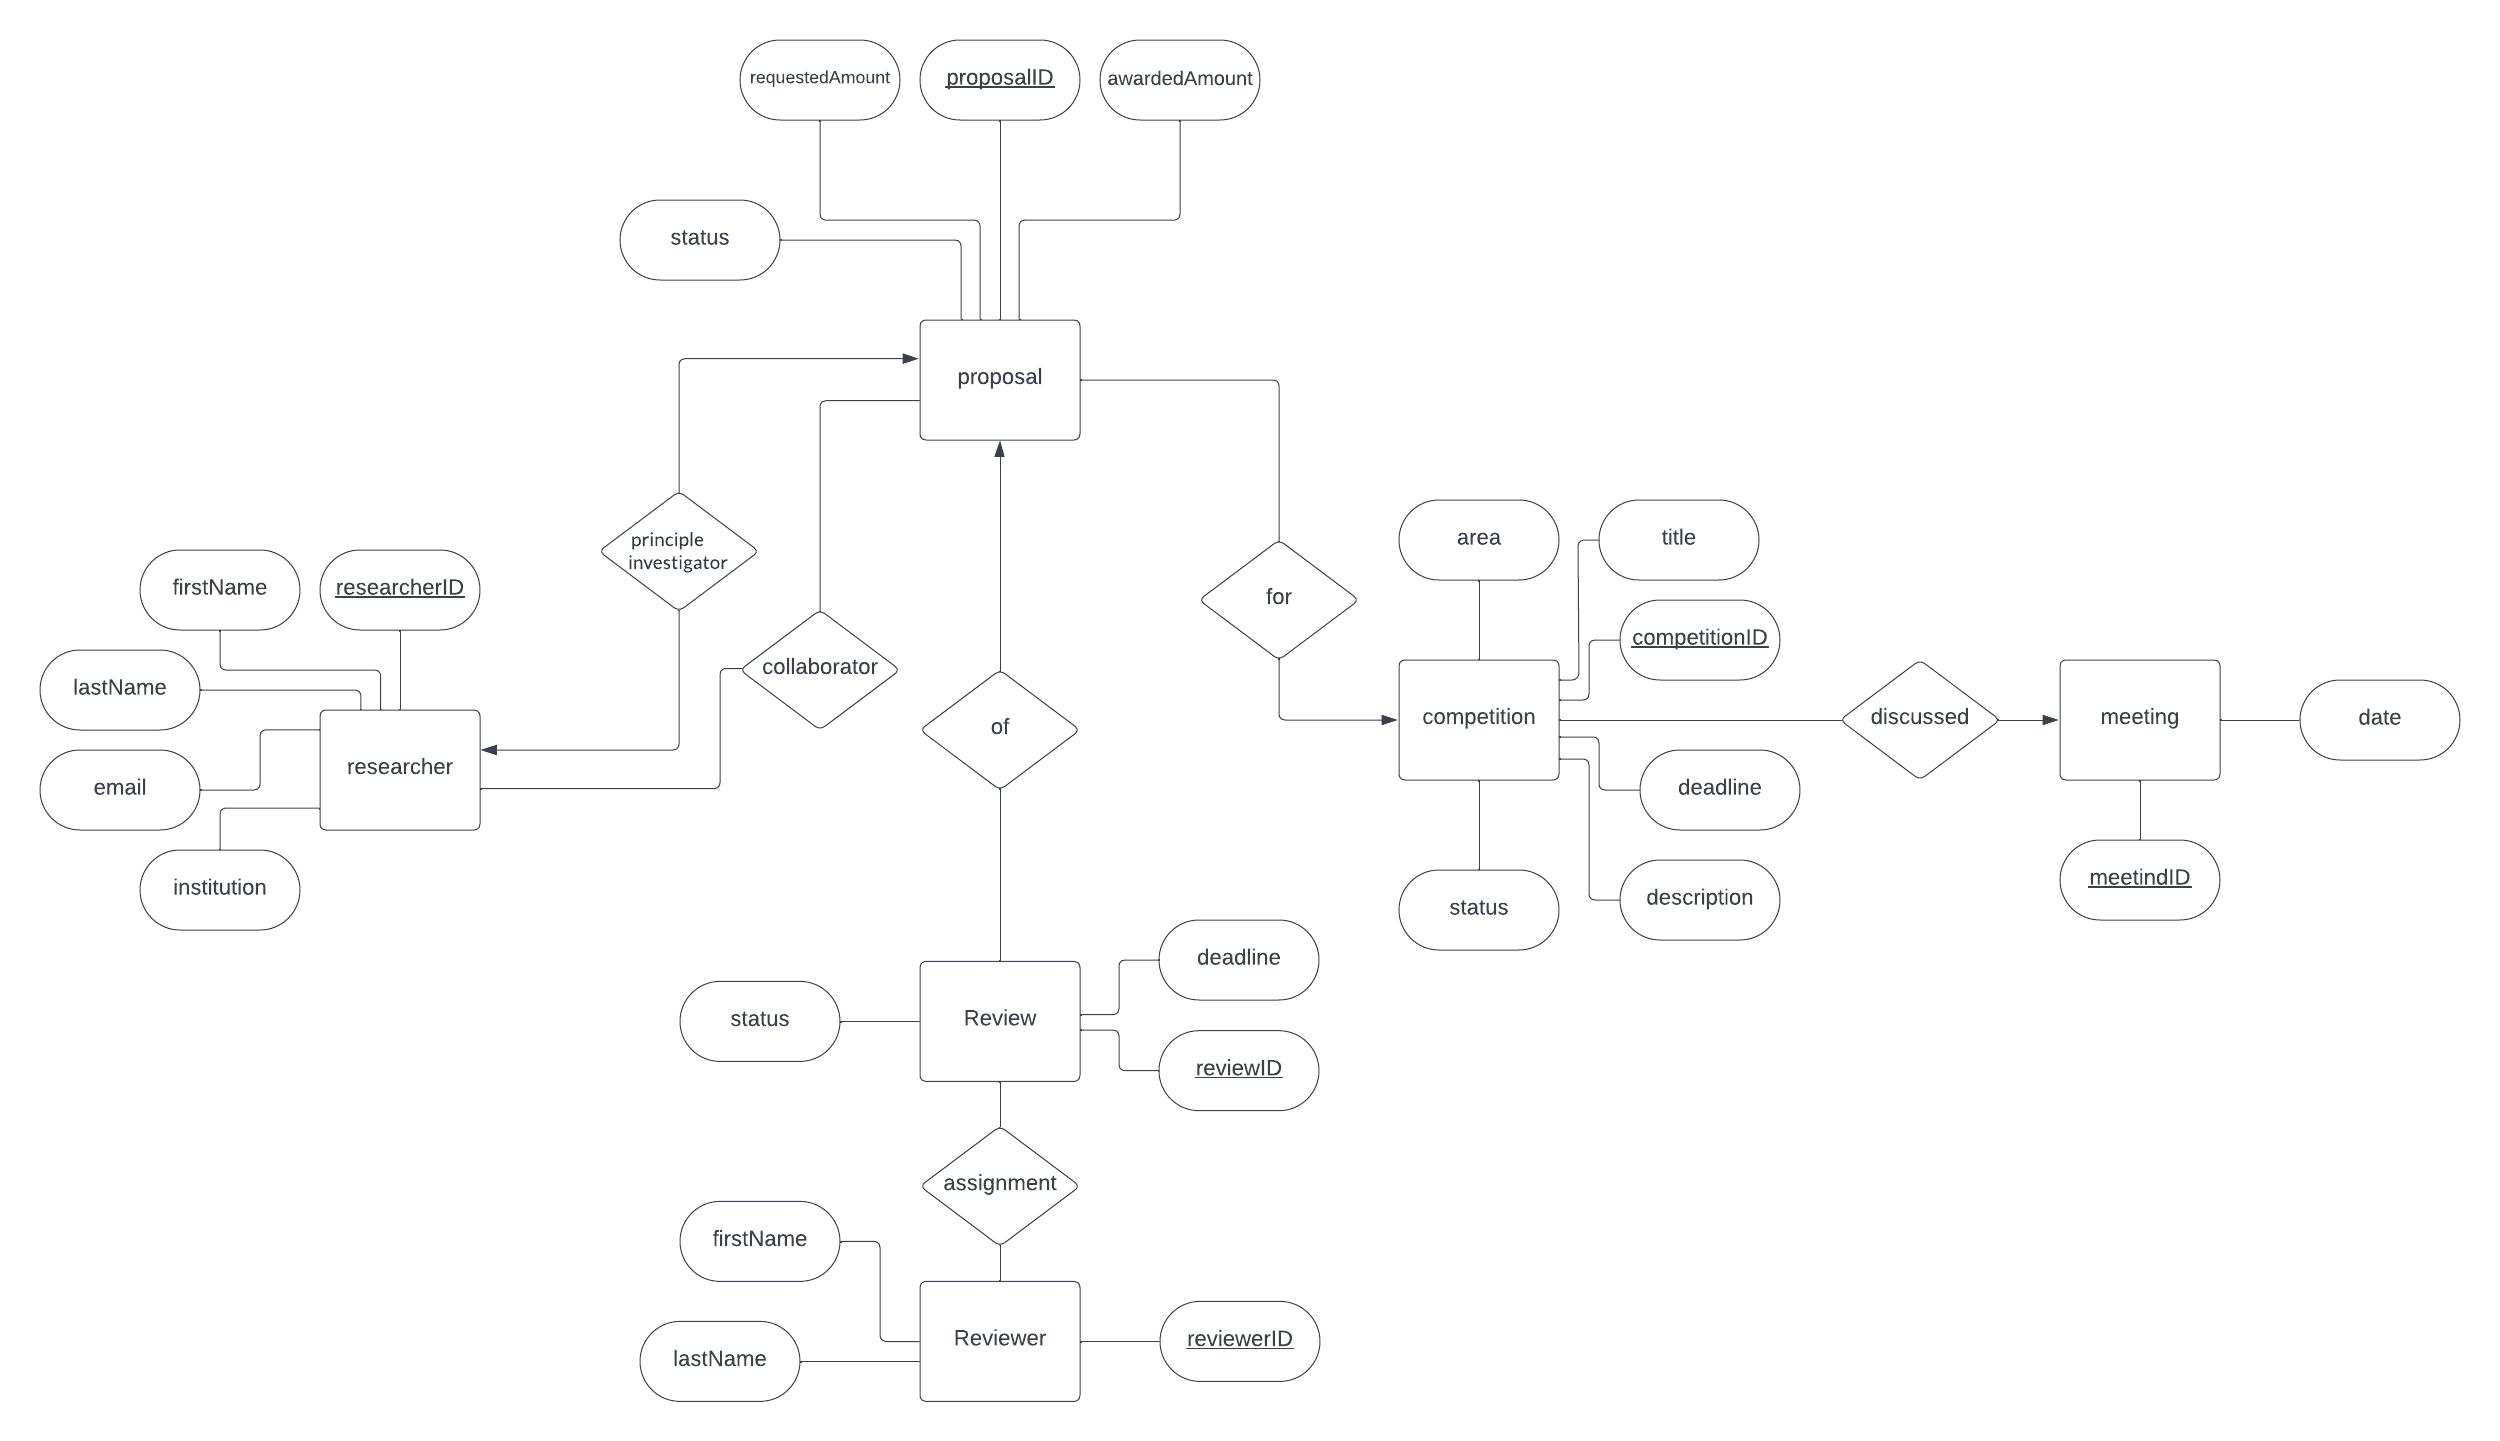 requestedAmount
proposalID
awardedAmount
status
proposal
principle
investigator
collaborator
of
for
firstName
researcherID
lastName
email
researcher
institution
area
title
competitionID
competition
discussed
meeting
date
deadline
description
status
meetindID
deadline
status
Review
reviewID
assignment
firstName
Reviewer
reviewerID
lastName